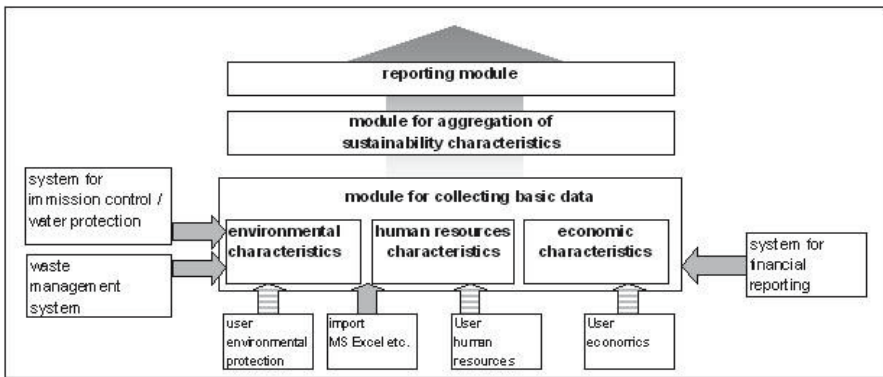 reporting module
module for aggregation of
sustainability characteristics
system for
immission control /
water protection
module for collecting basic data
environmental
characteristics
human resources
characteristics
economic
characteristics
waste
management
system
system for
financial
reporting
user
environmental
protection
import
MS Excel etc.
User
human
resources
User
economics